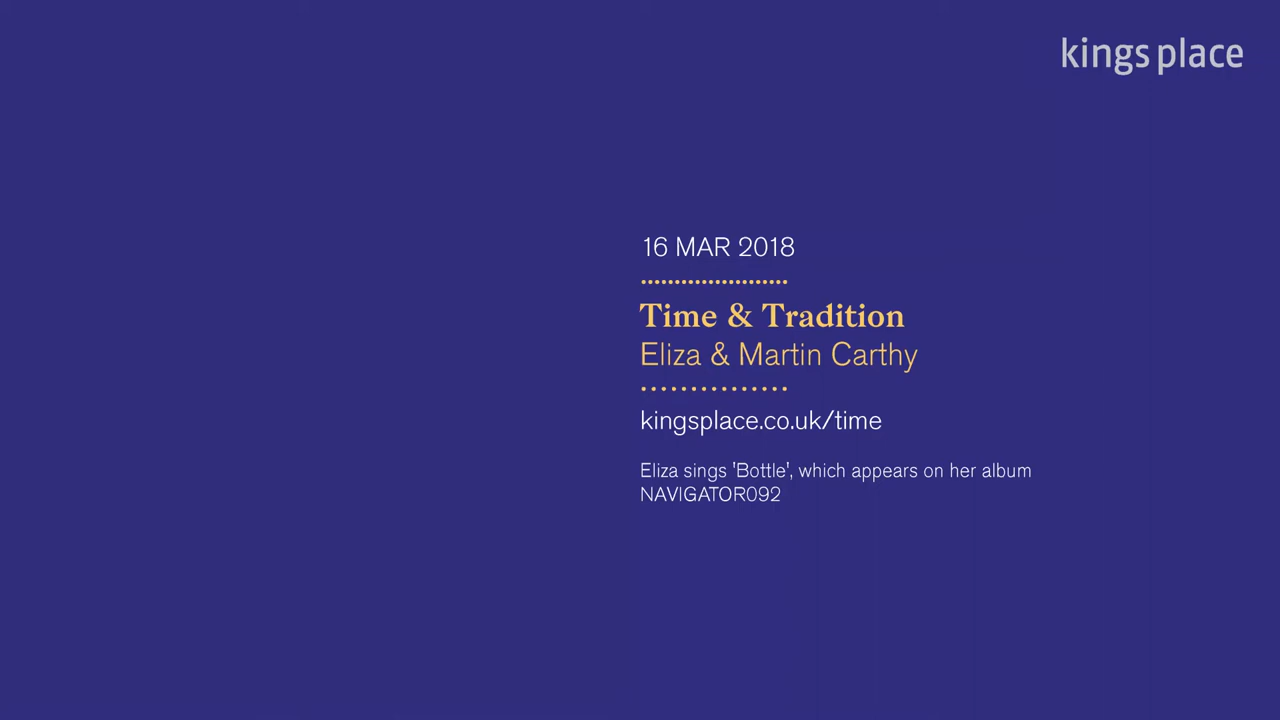 kings place
16 MAR 2018
Time & Tradition
Eliza & Martin Carthy
kingsplace.co.uk/time
Eliza sings 'Bottle', which appears on her album
NAVIGATOR092